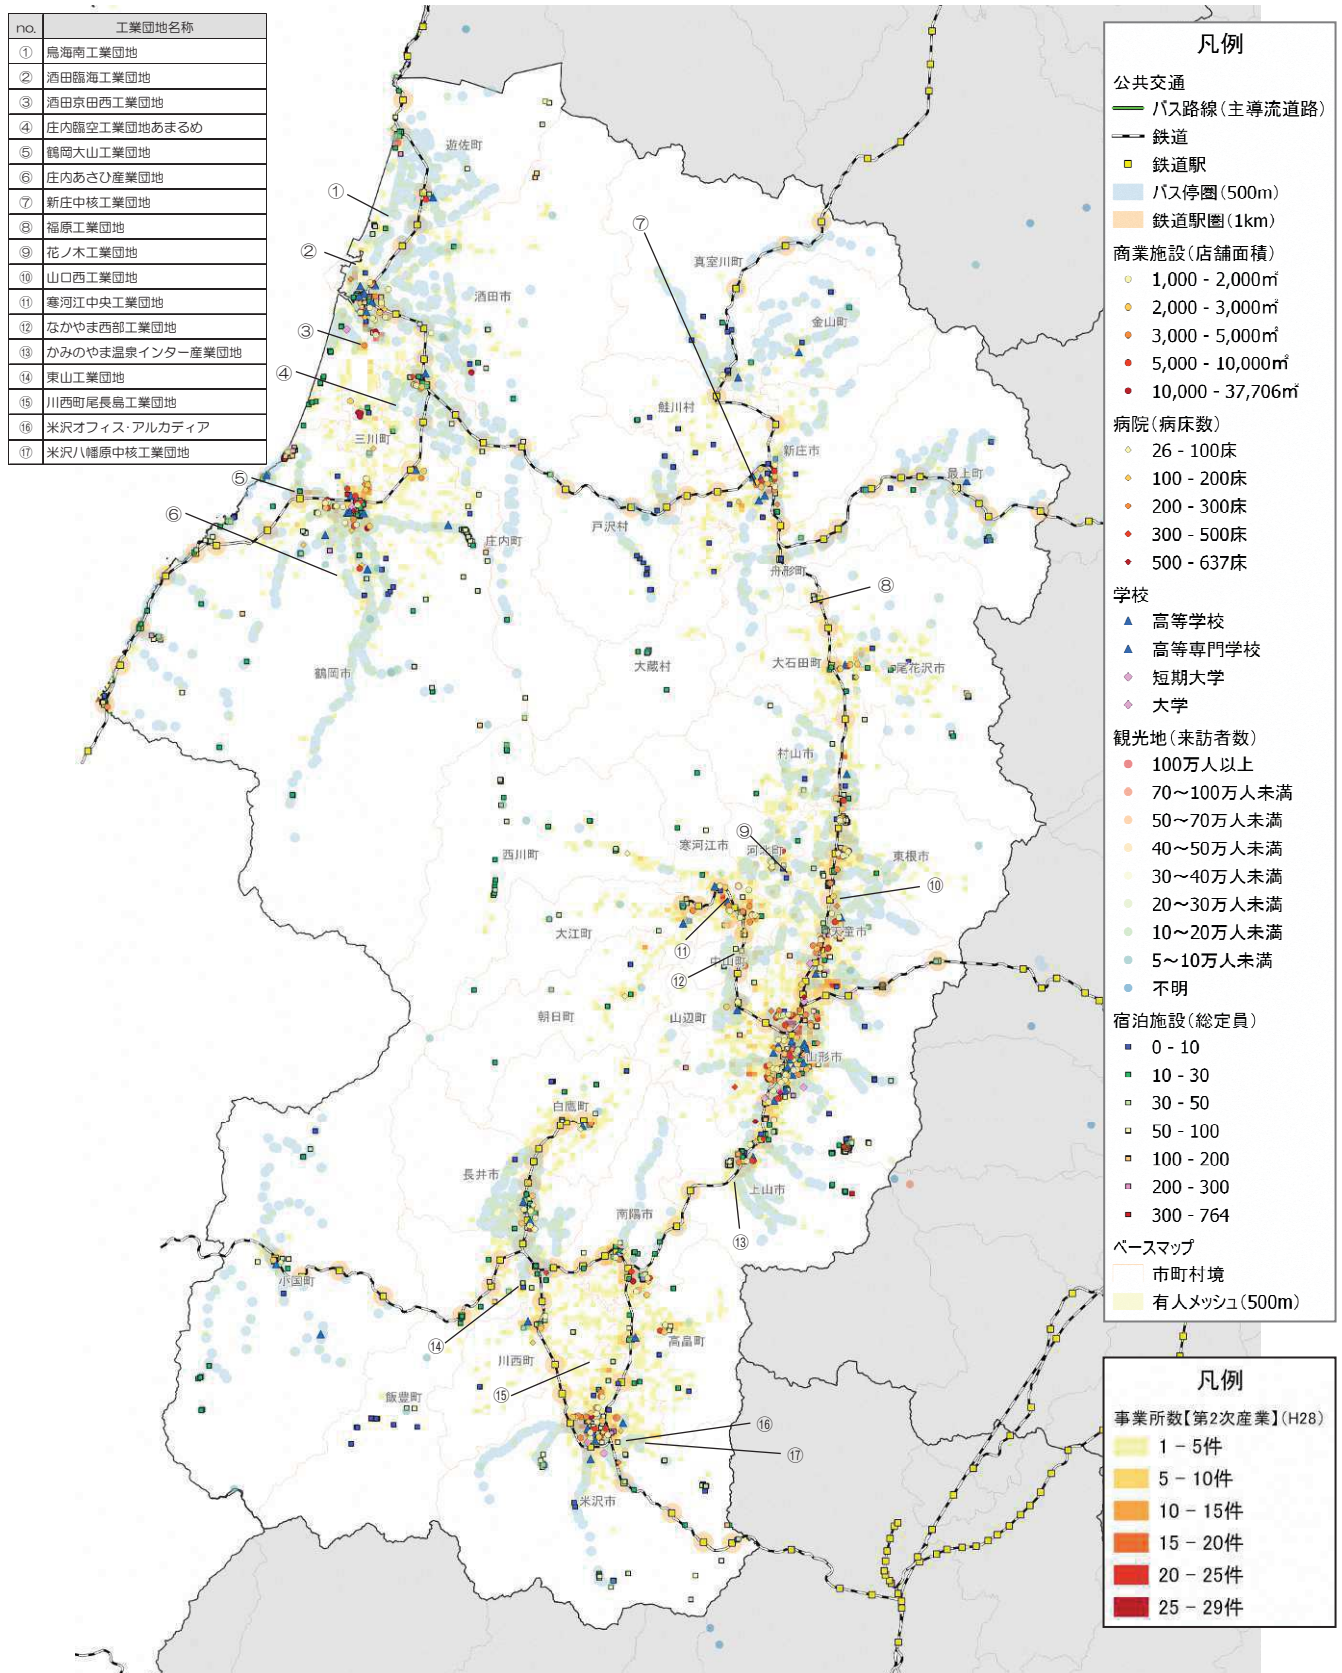 no. 工業団地名称
① 鳥海南工業団地
② 酒田臨海工業団地
③ 酒田京田西工業団地
④ 庄内臨空工業団地あまるめ
⑤ 鶴岡大山工業団地
⑥ 庄内あさひ産業団地
⑦ 新庄中核工業団地
⑧ 福原工業団地
⑨ 花ノ木工業団地
⑩ 山口西工業団地
⑪ 寒河江中央工業団地
⑫ なかやま西部工業団地
⑬ かみのやま温泉インター産業団地
⑭ 東山工業団地
⑮ 川西町尾長島工業団地
⑯ 米沢オフィス・アルカディア
⑰ 米沢八幡原中核工業団地
遊佐町
①
⑦
②
真室川町
酒田市
金山町
③
④
鮭川村
三川町
新庄市
最上町
⑤
⑥
戸沢村
庄内町
舟形町
⑧
大石田町
大蔵村
尾花沢市
鶴岡市
村山市
⑨
寒河江市
河北町
西川町
東根市
⑩
大江町
天童市
⑪
中山町
⑫
朝日町
山辺町
山形市
白鷹町
長井市
上山市
南陽市
⑬
小国町
⑭
高畠町
川西町
⑮
飯豊町
⑯
⑰
米沢市
凡例
公共交通
バス路線(主導流道路)
鉄道
鉄道駅
バス停圏(500m)
鉄道駅圏(1km)
商業施設(店舗面積)
1,000 - 2,000㎡
2,000 - 3,000㎡
3,000 - 5,000㎡
5,000 - 10,000㎡
10,000 - 37,706㎡
病院(病床数)
26 - 100床
100 - 200床
200 - 300床
300 - 500床
500 - 637床
学校
高等学校
高等専門学校
短期大学
大学
観光地(来訪者数)
100万人以上
70～100万人未満
50～70万人未満
40～50万人未満
30～40万人未満
20～30万人未満
10～20万人未満
5～10万人未満
不明
宿泊施設(総定員)
0 - 10
10 - 30
30 - 50
50 - 100
100 - 200
200 - 300
300 - 764
ベースマップ
市町村境
有人メッシュ(500m)
凡例
事業所数【第2次産業】(H28)
1 - 5件
5 - 10件
10 - 15件
15 - 20件
20 - 25件
25 - 29件